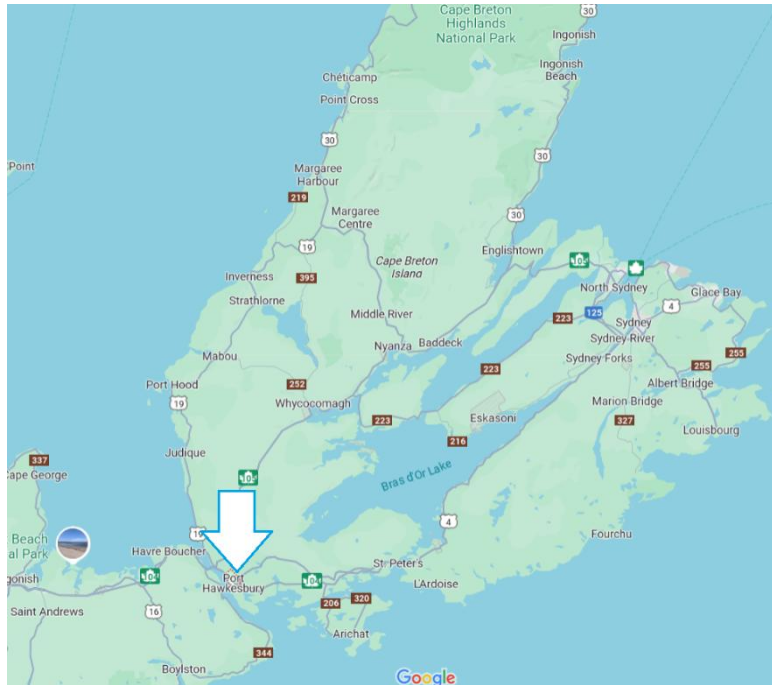 Cape Breton
Highlands
National Park
30
Ingonish
Ingonish
Beach
Chéticamp
Point Cross
30
30
Point
Margaree
Harbour
219
Margaree
Centre
30
19
Englishtown
Cape Breton
Island
105
Inverness
395
North Sydney
Glace Bay
Strathlorne
4
Middle River
125
223
Sydney
Nyanza
Baddeck
Sydney River
Mabou
Sydney Forks
255
223
255
Port Hood
252
Albert Bridge
Whycocomagh
19
Marion Bridge
223
Eskasoni
327
Louisbourg
216
Judique
337
Cape George
105
Bras d'Or Lake
4
19
Fourchu
Beach
al Park
Havre Boucher
St. Peter's
gonish
104
Port
Hawkesbury
104
L'Ardoise
Saint Andrews
16
206
320
Arichat
344
Boylston
Google